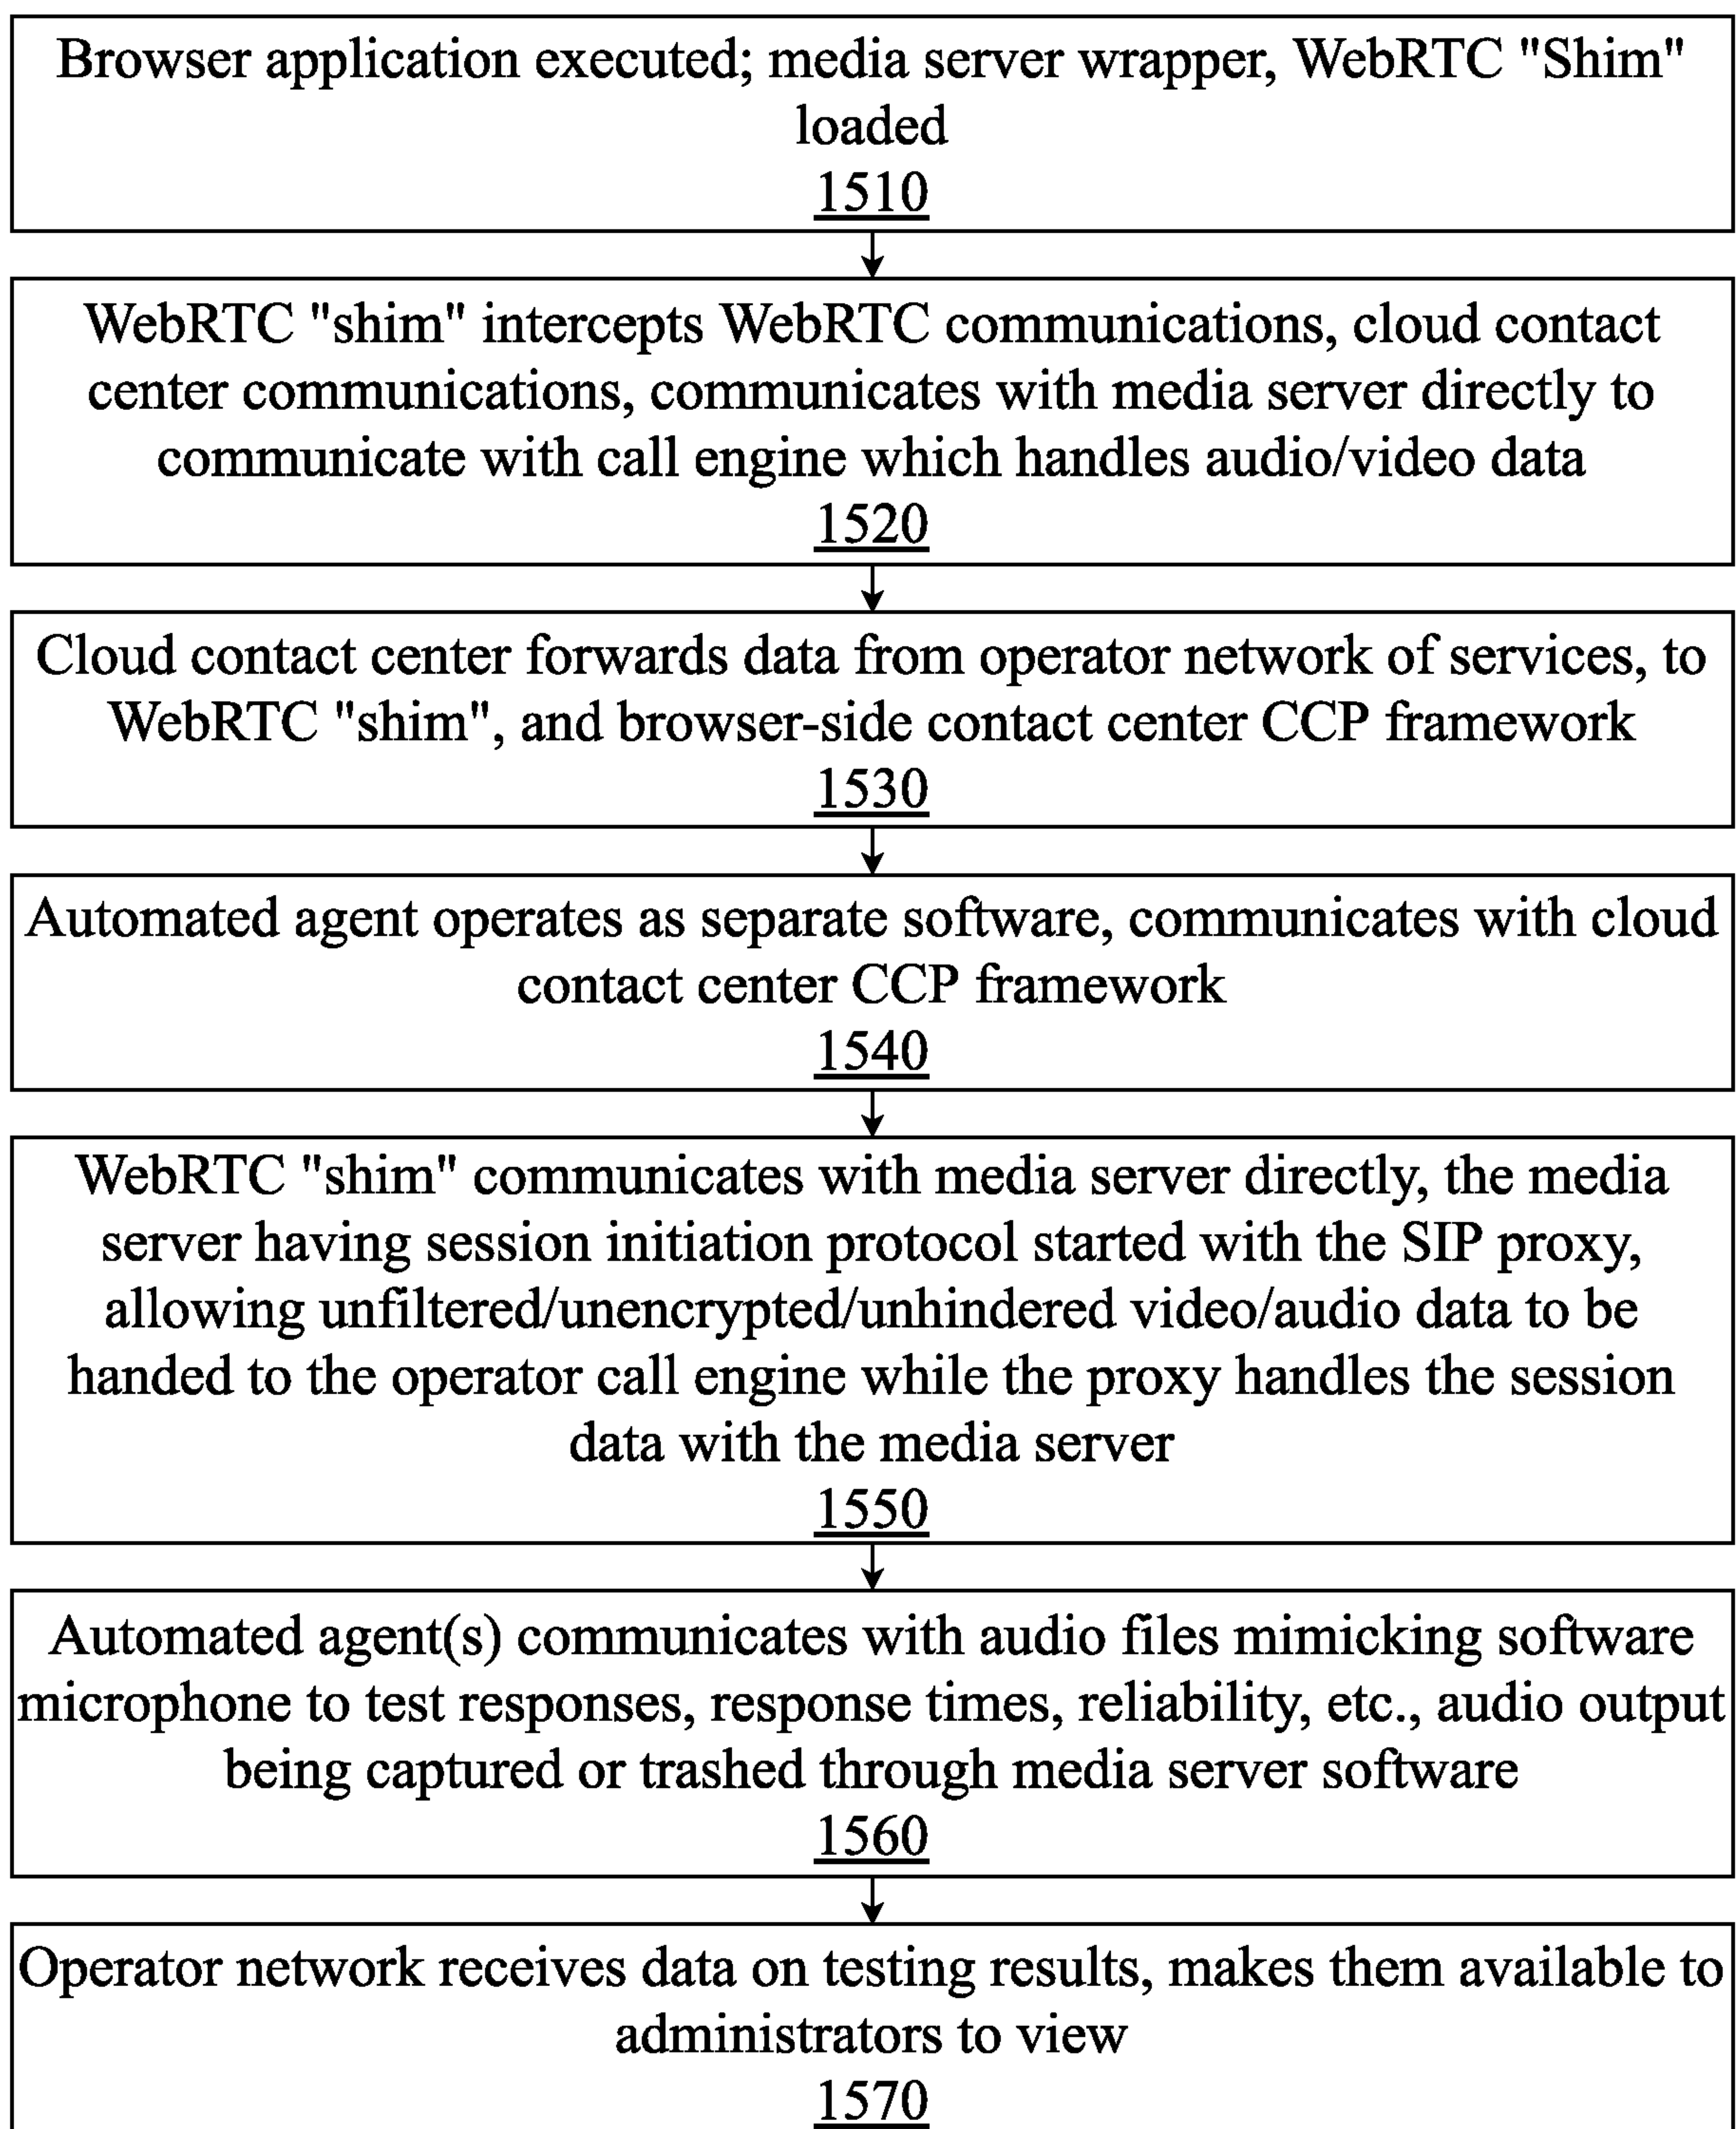 Browser application executed; media server wrapper, WebRTC "Shim"
loaded
1510
WebRTC "shim" intercepts WebRTC communications, cloud contact
center communications, communicates with media server directly to
communicate with call engine which handles audio/video data
1520
Cloud contact center forwards data from operator network of services, to
WebRTC "shim", and browser-side contact center CCP framework
1530
Automated agent operates as separate software, communicates with cloud
contact center CCP framework
1540
WebRTC "shim" communicates with media server directly, the media
server having session initiation protocol started with the SIP proxy,
allowing unfiltered/unencrypted/unhindered video/audio data to be
handed to the operator call engine while the proxy handles the session
data with the media server
1550
Automated agent(s) communicates with audio files mimicking software
microphone to test responses, response times, reliability, etc., audio output
being captured or trashed through media server software
1560
Operator network receives data on testing results, makes them available to
administrators to view
1570